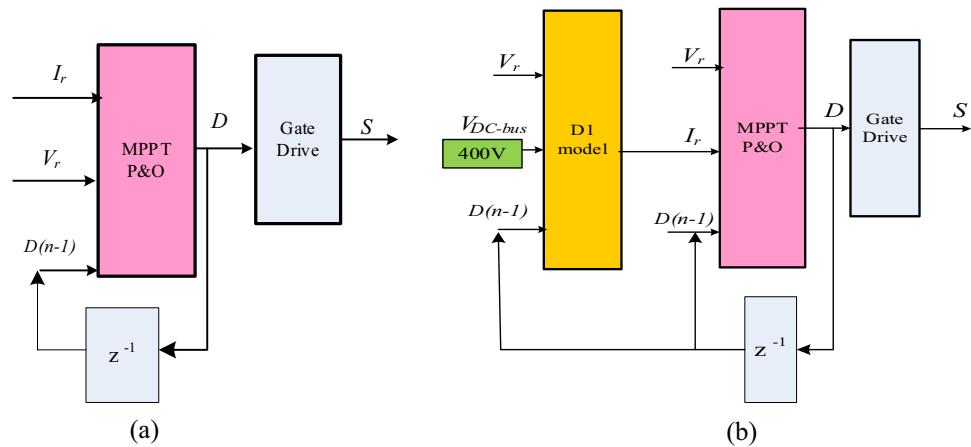 I_r
V_r
D(n-1)
MPPT
P&O
D
Gate
Drive
S
z⁻¹
(a)
V_r
V_DC-bus
400V
D(n-1)
D1
model
I_r
V_r
D(n-1)
MPPT
P&O
D
Gate
Drive
S
z⁻¹
(b)